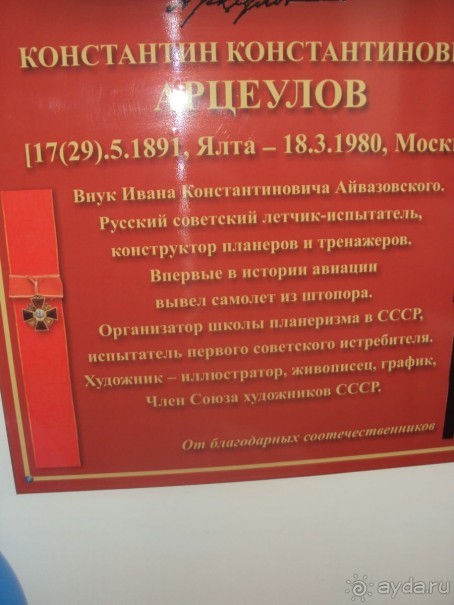 Арцеулов
КОНСТАНТИН КОНСТАНТИНОВ
АРЦЕУЛОВ
[17(29).5.1891, Ялта – 18.3.1980, Моск
Внук Ивана Константиновича Айвазовского.
Русский советский летчик-испытатель,
конструктор планеров и тренажеров.
Впервые в истории авиации
вывел самолет из штопора.
Организатор школы планеризма в СССР,
испытатель первого советского истребителя.
Художник – иллюстратор, живописец, график,
Член Союза художников СССР.
От благодарных соотечественников
ayda.ru